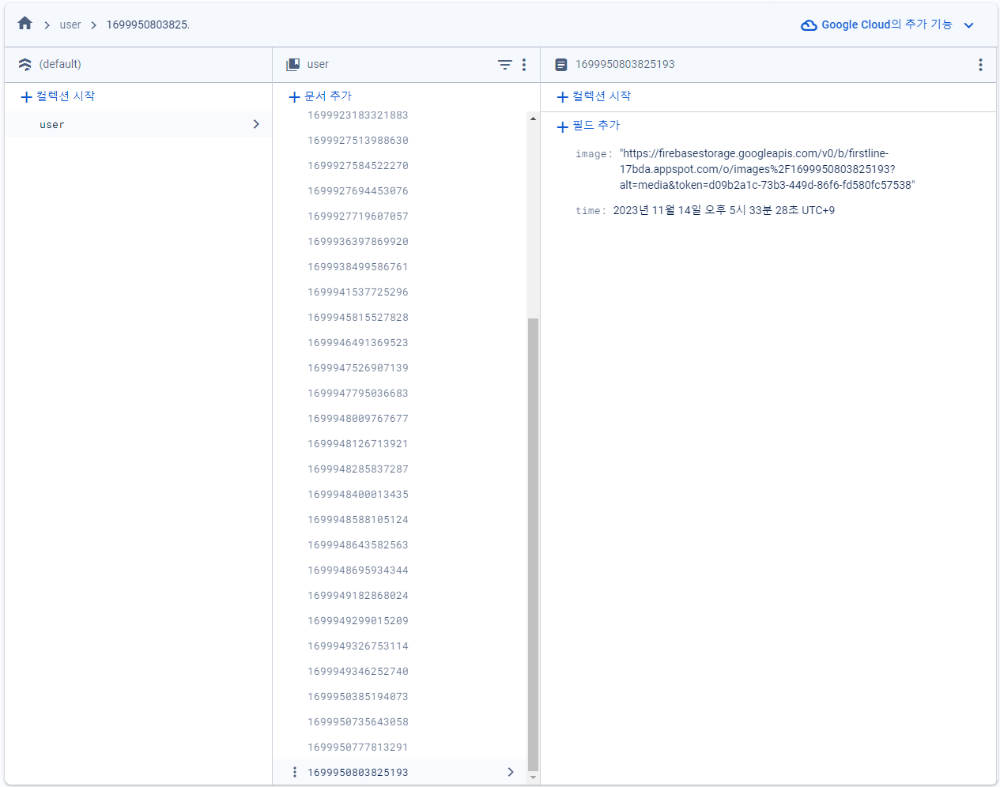 user
1699950803825.
Google Cloud의 추가 기능
(default)
user
1699950803825193
컬렉션 시작
문서 추가
컬렉션 시작
user
1699923183321883
1699927513988630
1699927584522270
1699927694453076
1699927719607057
1699936397869920
1699938499586761
1699941537725296
1699945815527828
1699946491369523
1699947526907139
1699947795036683
1699948009767677
1699948126713921
1699948285837287
1699948400013435
1699948588105124
1699948643582563
1699948695934344
1699949182868024
1699949299015209
1699949326753114
1699949346252740
1699950385194073
1699950735643058
1699950777813291
1699950803825193
필드 추가
image: "https://firebasestorage.googleapis.com/v0/b/firstline-
17bda.appspot.com/o/images%2F1699950803825193?
alt=media&token=d09b2a1c-73b3-449d-86f6-fd580fc57538"
time: 2023년 11월 14일 오후 5시 33분 28초 UTC+9